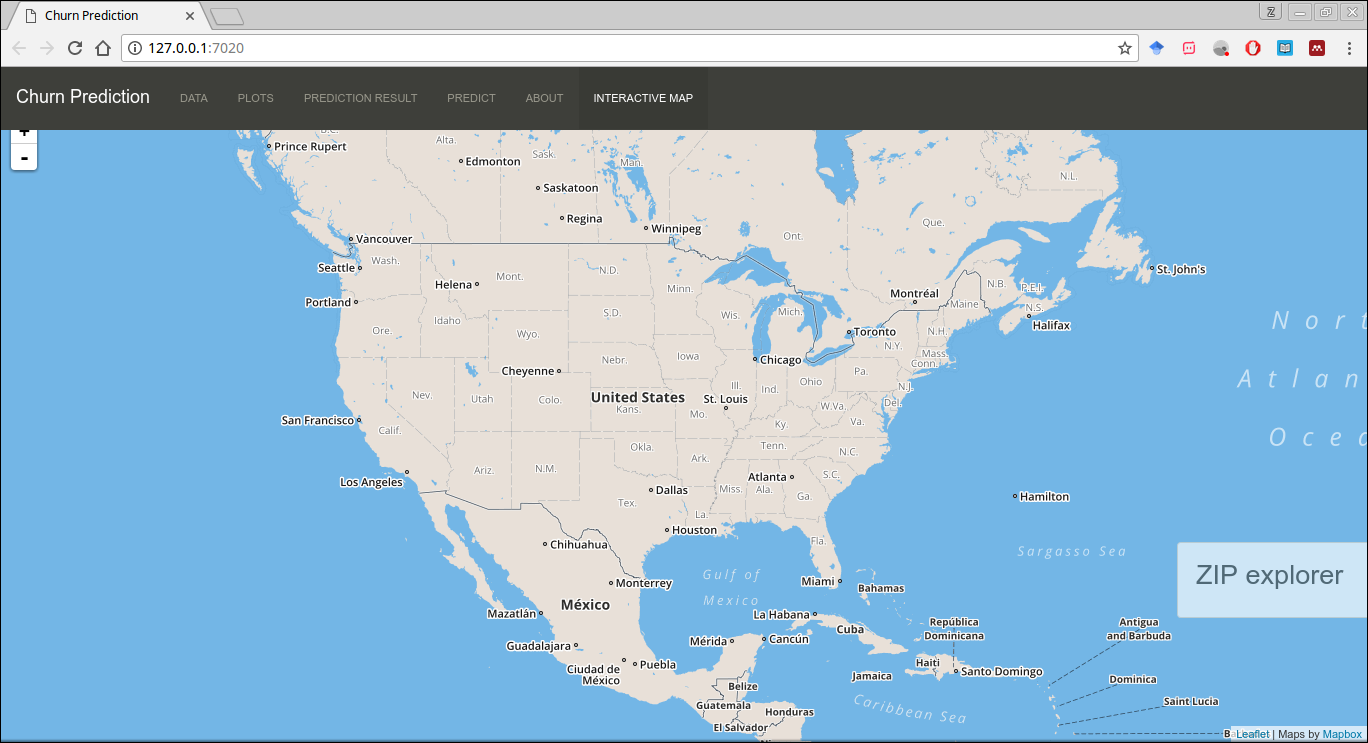 Churn Prediction
Z
127.0.0.1:7020
Churn Prediction DATA PLOTS PREDICTION RESULT PREDICT ABOUT INTERACTIVE MAP
+
-
B.C.
Alta.
Sask.
Man.
Prince Rupert
Edmonton
N.L.
Saskatoon
Regina
Que.
Winnipeg
Ont.
Vancouver
Wash.
Seattle
St. John's
N.D.
Mont.
Helena
Minn.
N.B.
P.E.I.
Montréal
Portland
Maine
N.S.
Halifax
Idaho
S.D.
Wis.
Mich.
Ore.
Toronto
N.H.
Wyo.
N.Y.
Mass.
Conn.
Iowa
Nebr.
Chicago
Cheyenne
Pa.
Ohio
Ill.
Ind.
N.J.
Nev.
Utah
Colo.
United States
Kans.
St. Louis
Del.
W.Va.
Mo.
San Francisco
Va.
Ky.
Calif.
Okla.
Tenn.
N.C.
Ark.
Ariz.
N.M.
Atlanta
S.C.
Los Angeles
Dallas
Miss.
Ala.
Ga.
Tex.
Hamilton
La.
Houston
Fla.
Chihuahua
Sargasso Sea
Gulf of
Mexico
ZIP explorer
Monterrey
Miami
Bahamas
México
Mazatlán
La Habana
Cuba
República
Dominicana
Antigua
and Barbuda
Mérida
Cancún
Guadalajara
Ciudad de
México
Puebla
Haiti
Santo Domingo
Jamaica
Dominica
Belize
Saint Lucia
Guatemala
Honduras
Caribbean Sea
El Salvador
Leaflet | Maps by Mapbox